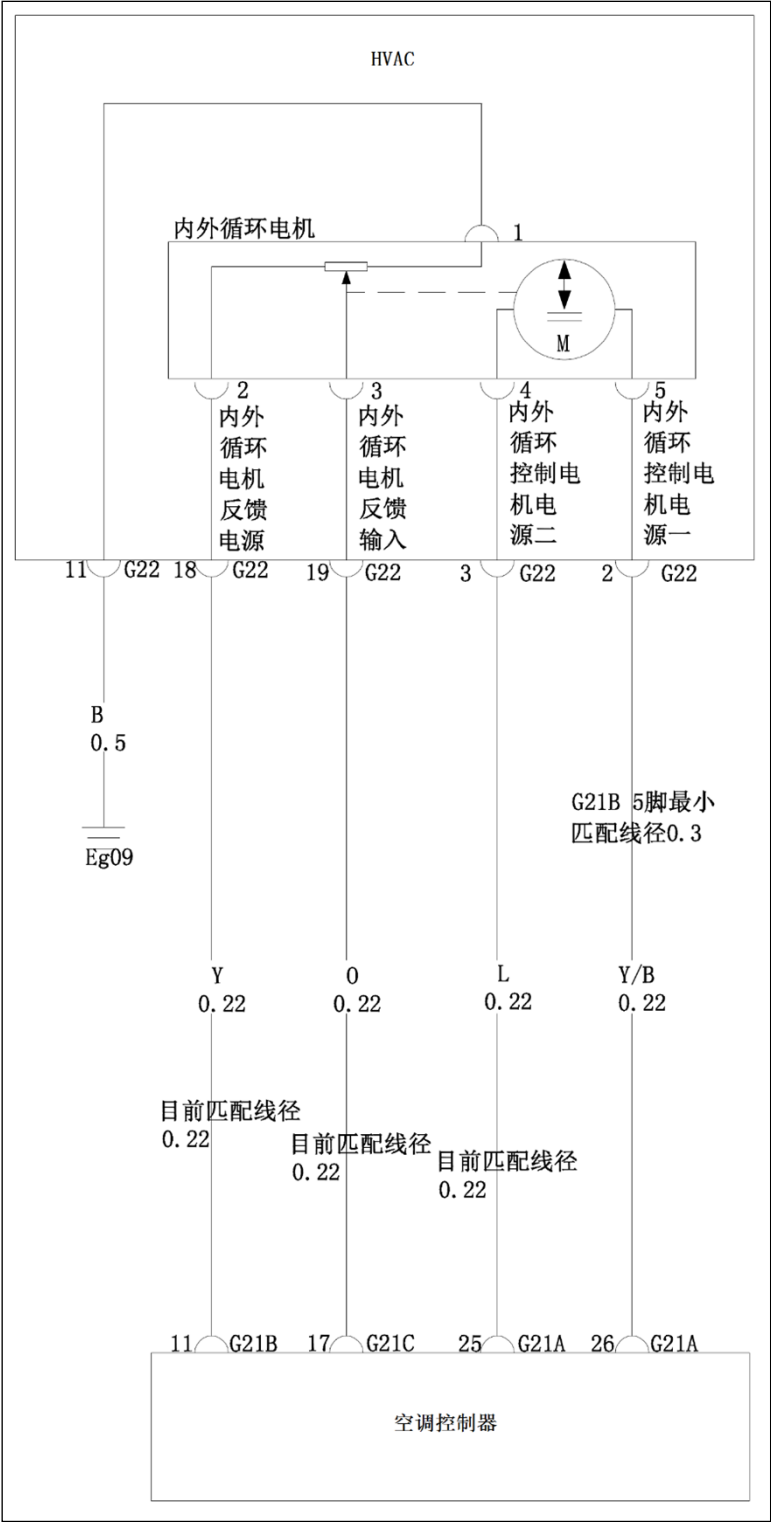 HVAC
内外循环电机
1
2
3
4
5
内外
循环
电机
反馈
电源
内外
循环
电机
反馈
输入
内外
循环
控制电
机电
源二
内外
循环
控制电
机电
源一
11 G22
18 G22
19 G22
3 G22
2 G22
M
B
0.5
Eg09
G21B 5脚最小
匹配线径0.3
Y
0.22
O
0.22
L
0.22
Y/B
0.22
目前匹配线径
0.22
目前匹配线径
0.22
目前匹配线径
0.22
11 G21B
17 G21C
25 G21A
26 G21A
空调控制器